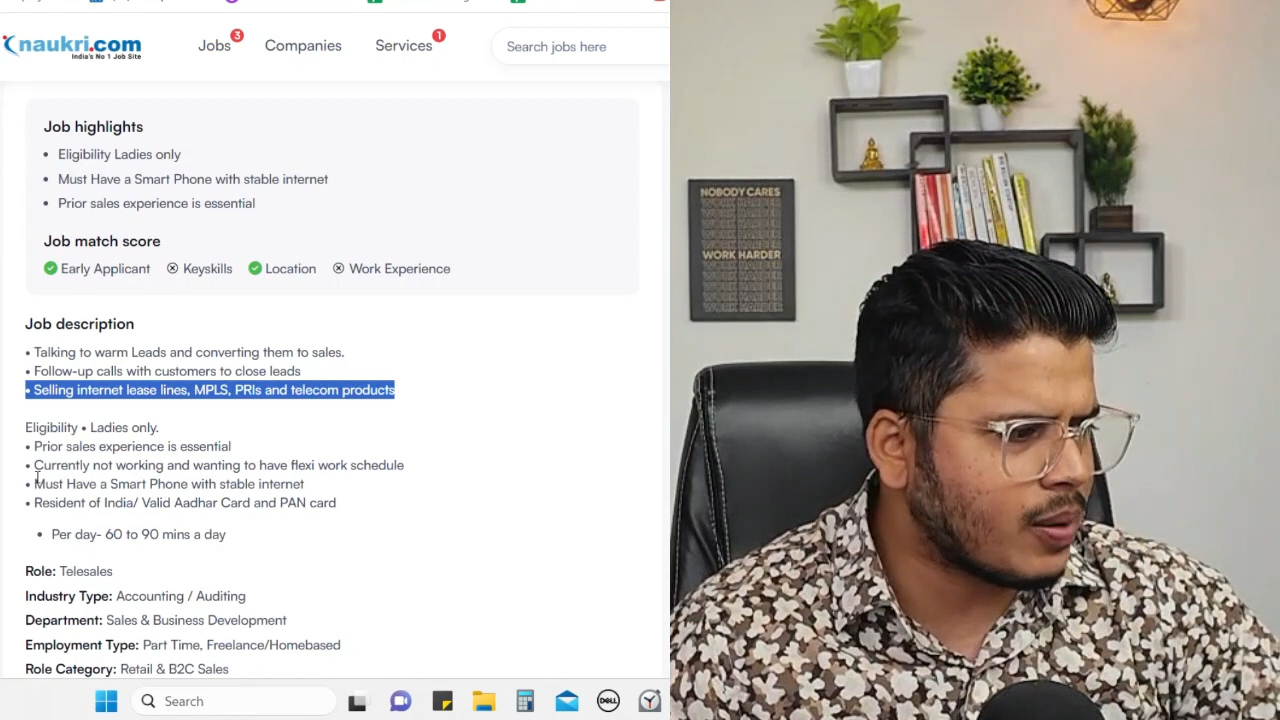 naukri.com
India's No 1 Job Site
Jobs 3
Companies
Services 1
Search jobs here
Job highlights
• Eligibility Ladies only
• Must Have a Smart Phone with stable internet
• Prior sales experience is essential
Job match score
Early Applicant Keyskills Location Work Experience
Job description
• Talking to warm Leads and converting them to sales.
• Follow-up calls with customers to close leads
• Selling internet lease lines, MPLS, PRIs and telecom products
Eligibility • Ladies only.
• Prior sales experience is essential
• Currently not working and wanting to have flexi work schedule
• Must Have a Smart Phone with stable internet
• Resident of India/ Valid Aadhar Card and PAN card
• Per day- 60 to 90 mins a day
Role: Telesales
Industry Type: Accounting / Auditing
Department: Sales & Business Development
Employment Type: Part Time, Freelance/Homebased
Role Category: Retail & B2C Sales
Search
DELL
NOBODY CARES
WORK HARDER